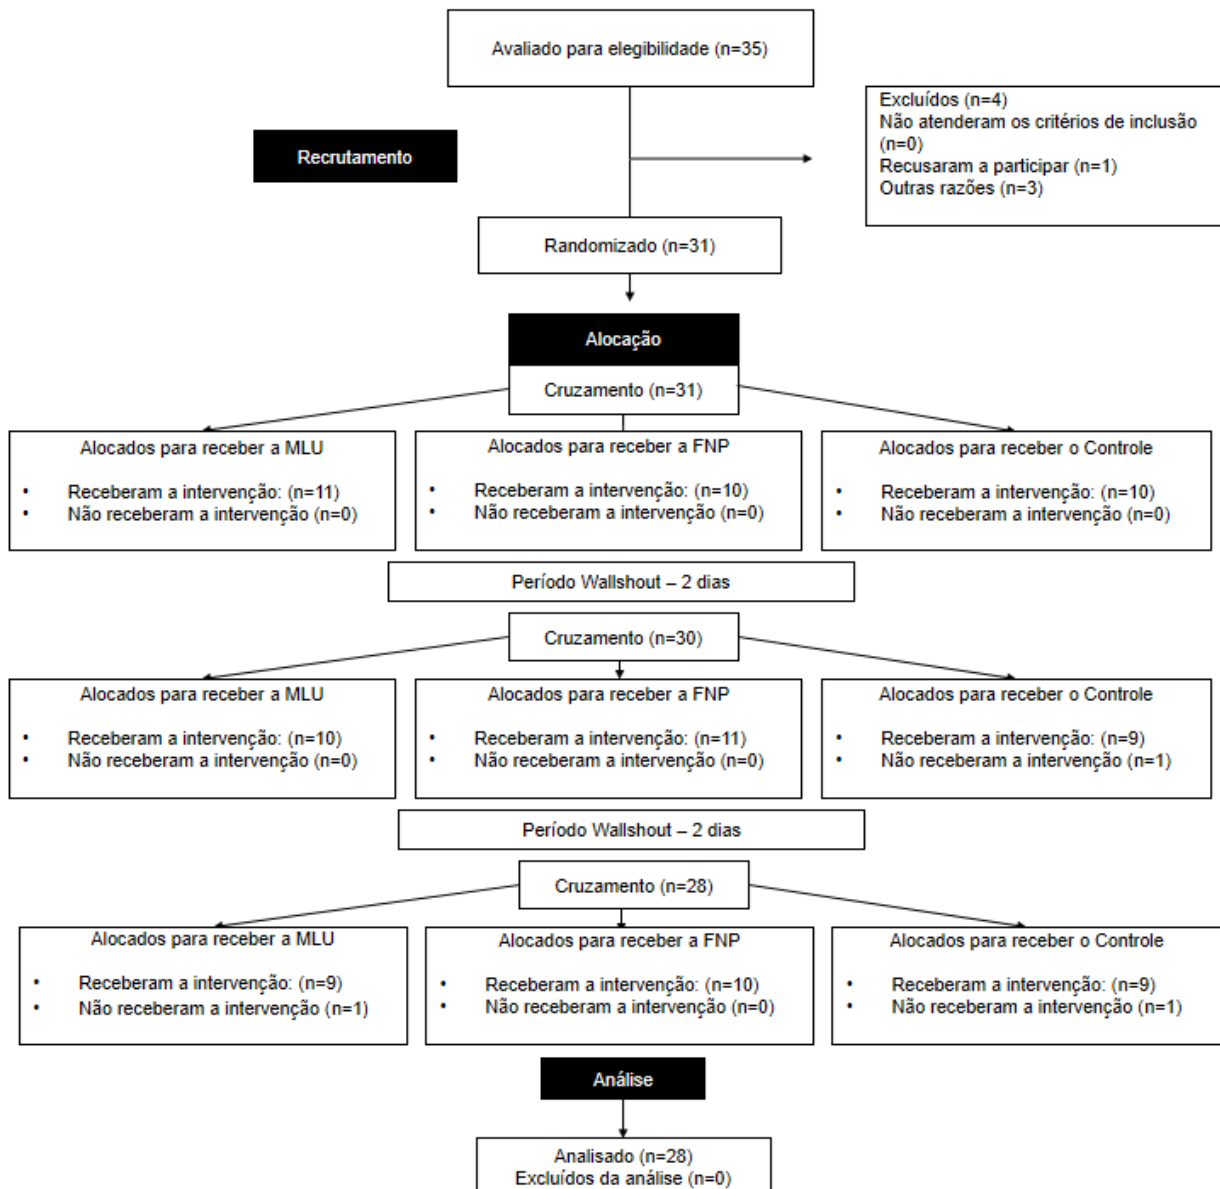 Avaliado para elegibilidade (n=35)
Excluídos (n=4)
Não atenderam os critérios de inclusão
(n=0)
Recusaram a participar (n=1)
Outras razões (n=3)
Recrutamento
Randomizado (n=31)
Alocação
Cruzamento (n=31)
Alocados para receber a MLU
• Receberam a intervenção: (n=11)
• Não receberam a intervenção (n=0)
Alocados para receber a FNP
• Receberam a intervenção: (n=10)
• Não receberam a intervenção (n=0)
Alocados para receber o Controle
• Receberam a intervenção: (n=10)
• Não receberam a intervenção (n=0)
Período Wallshout – 2 dias
Cruzamento (n=30)
Alocados para receber a MLU
• Receberam a intervenção: (n=10)
• Não receberam a intervenção (n=0)
Alocados para receber a FNP
• Receberam a intervenção: (n=11)
• Não receberam a intervenção (n=0)
Alocados para receber o Controle
• Receberam a intervenção: (n=9)
• Não receberam a intervenção (n=1)
Período Wallshout – 2 dias
Cruzamento (n=28)
Alocados para receber a MLU
• Receberam a intervenção: (n=9)
• Não receberam a intervenção (n=1)
Alocados para receber a FNP
• Receberam a intervenção: (n=10)
• Não receberam a intervenção (n=0)
Alocados para receber o Controle
• Receberam a intervenção: (n=9)
• Não receberam a intervenção (n=1)
Análise
Analisado (n=28)
Excluídos da análise (n=0)